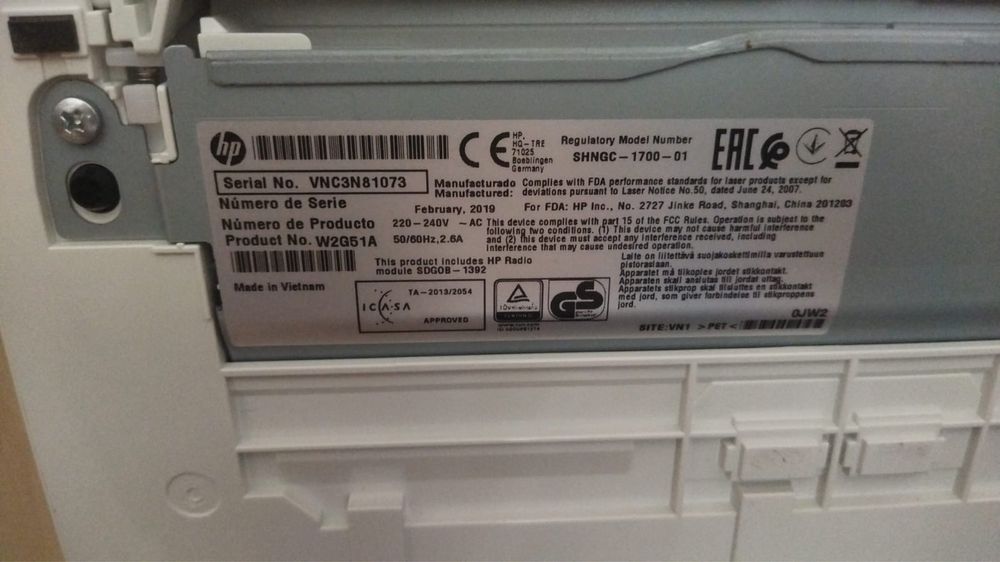 hp
HP,
HQ-TRE
71025
Boeblingen
Germany
Regulatory Model Number
SHNGC-1700-01
EAC
Serial No. VNC3N81073
Número de Serie
Número de Producto
Product No. W2G51A
Made in Vietnam
Manufacturado
Manufactured:
February, 2019
220-240V ~ AC
50/60Hz, 2.6A
This product includes HP Radio
module SDGOB-1392
Complies with FDA performance standards for laser products except for
deviations pursuant to Laser Notice No.50, dated June 24, 2007.
For FDA: HP Inc., No. 2727 Jinke Road, Shanghai, China 201203
This device complies with part 15 of the FCC Rules. Operation is subject to the
following two conditions. (1) This device may not cause harmful interference
and (2) this device must accept any interference received, including
interference that may cause undesired operation.
Laite on liitettävä suojakoskettimilla varustettuun
pistorasiaan.
Apparatet må tilkoples jordet stikkontakt.
Apparaten skall anslutas till jordat uttag.
Apparatets stikprop skal tilsluttes en stikkontakt
med jord, som giver forbindelse til stikproppens
jord.
ICASA
TA-2013/2054
APPROVED
GS
0JW2
SITE:VN1 >PET<